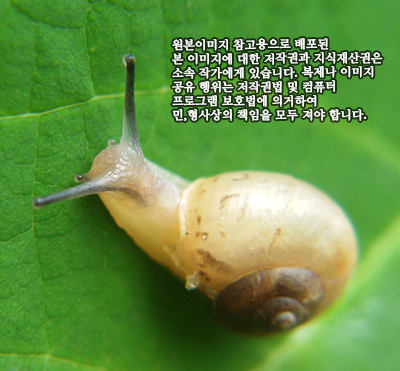 원본이미지 참고용으로 배포된
본 이미지에 대한 저작권과 지식재산권은
소속 작가에게 있습니다. 복제나 이미지
공유 행위는 저작권법 및 컴퓨터
프로그램 보호법에 의거하여
민,형사상의 책임을 모두 져야 합니다.